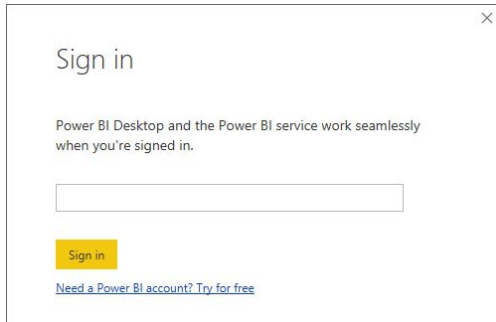 Sign in
Power BI Desktop and the Power BI service work seamlessly
when you're signed in.
Sign in
Need a Power BI account? Try for free